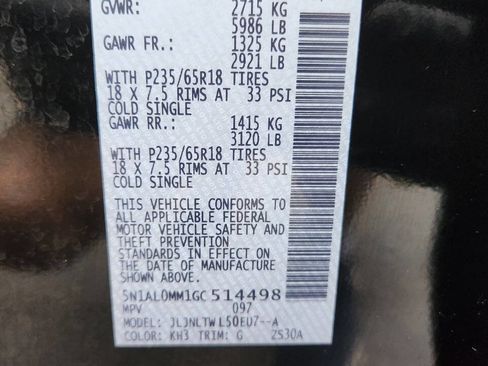 GVWR: 2715 KG
5986 LB
GAWR FR.: 1325 KG
2921 LB
WITH P235/65R18 TIRES
18 X 7.5 RIMS AT 33 PSI
COLD SINGLE
GAWR RR.: 1415 KG
3120 LB
WITH P235/65R18 TIRES
18 X 7.5 RIMS AT 33 PSI
COLD SINGLE
THIS VEHICLE CONFORMS TO
ALL APPLICABLE FEDERAL
MOTOR VEHICLE SAFETY AND
THEFT PREVENTION
STANDARDS IN EFFECT ON
THE DATE OF MANUFACTURE
SHOWN ABOVE.
5N1AL0MM1GC514498
MPV 097
MODEL: JL3NLTWL50EU7--A
COLOR: KH3 TRIM: G 2530A